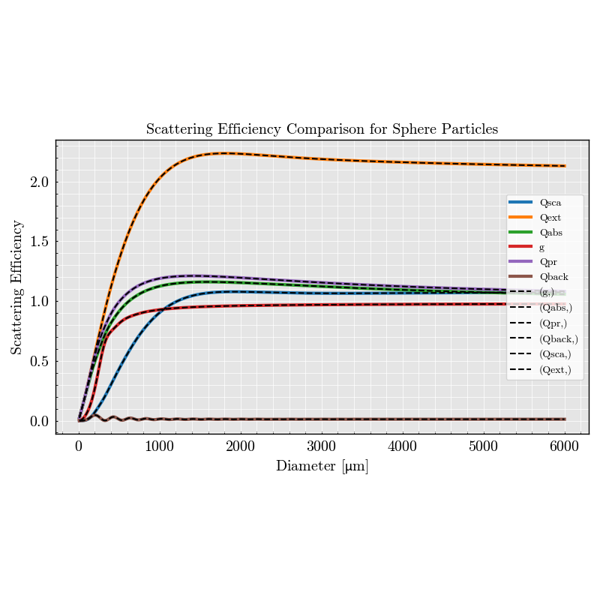 Scattering Efficiency Comparison for Sphere Particles
Scattering Efficiency
2.0
1.5
1.0
0.5
0.0
0
1000
2000
3000
4000
5000
6000
Diameter [μm]
Qsca
Qext
Qabs
g
Qpr
Qback
(g,)
(Qabs,)
(Qpr,)
(Qback,)
(Qsca,)
(Qext,)